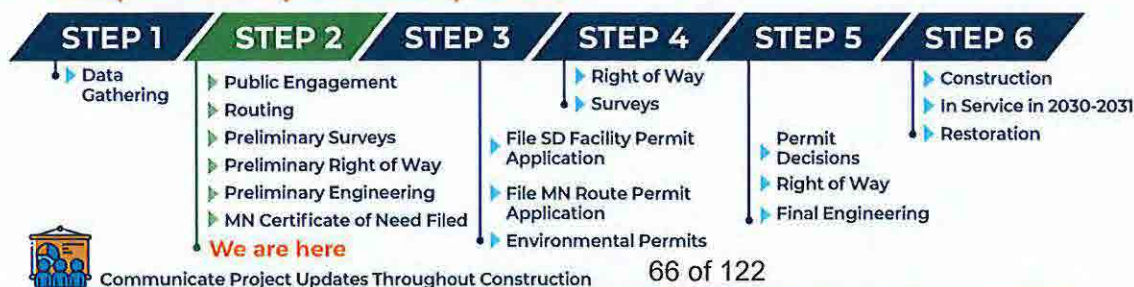 STEP 1
STEP 2
STEP 3
STEP 4
STEP 5
STEP 6
Data
Gathering
Public Engagement
Routing
Preliminary Surveys
Preliminary Right of Way
Preliminary Engineering
MN Certificate of Need Filed
We are here
File SD Facility Permit
Application
File MN Route Permit
Application
Environmental Permits
Right of Way
Surveys
Permit
Decisions
Right of Way
Final Engineering
Construction
In Service in 2030-2031
Restoration
Communicate Project Updates Throughout Construction
66 of 122